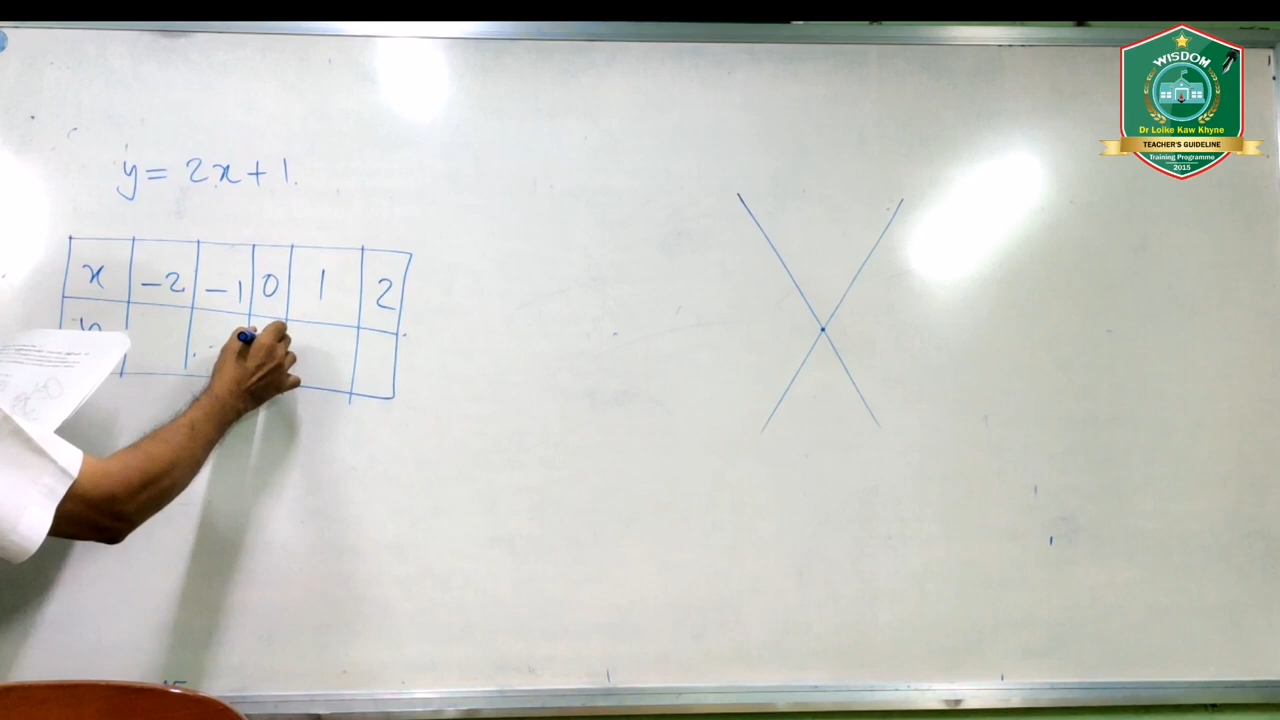 y = 2x + 1
x -2 -1 0 1 2
y
WISDOM
Dr Loike Kaw Khyne
TEACHER'S GUIDELINE
Training Programme
2015